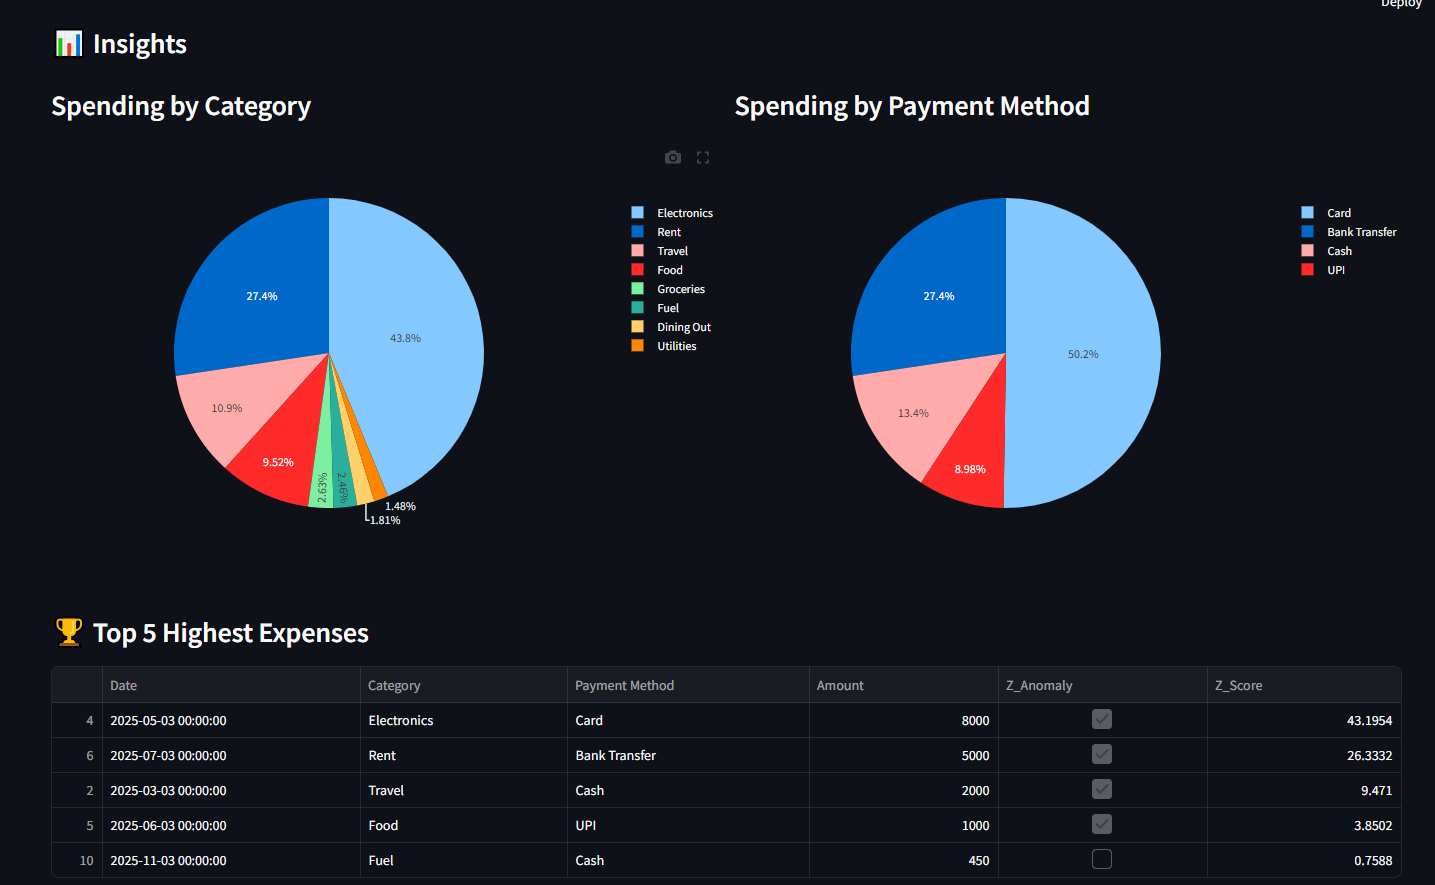 Deploy
Insights
Spending by Category
Spending by Payment Method
Electronics
Rent
Travel
Food
Groceries
Fuel
Dining Out
Utilities
27.4%
43.8%
10.9%
9.52%
2.63%
2.46%
1.48%
1.81%
Card
Bank Transfer
Cash
UPI
27.4%
50.2%
13.4%
8.98%
Top 5 Highest Expenses
Date Category Payment Method Amount Z_Anomaly Z_Score
4 2025-05-03 00:00:00 Electronics Card 8000 43.1954
6 2025-07-03 00:00:00 Rent Bank Transfer 5000 26.3332
2 2025-03-03 00:00:00 Travel Cash 2000 9.471
5 2025-06-03 00:00:00 Food UPI 1000 3.8502
10 2025-11-03 00:00:00 Fuel Cash 450 0.7588